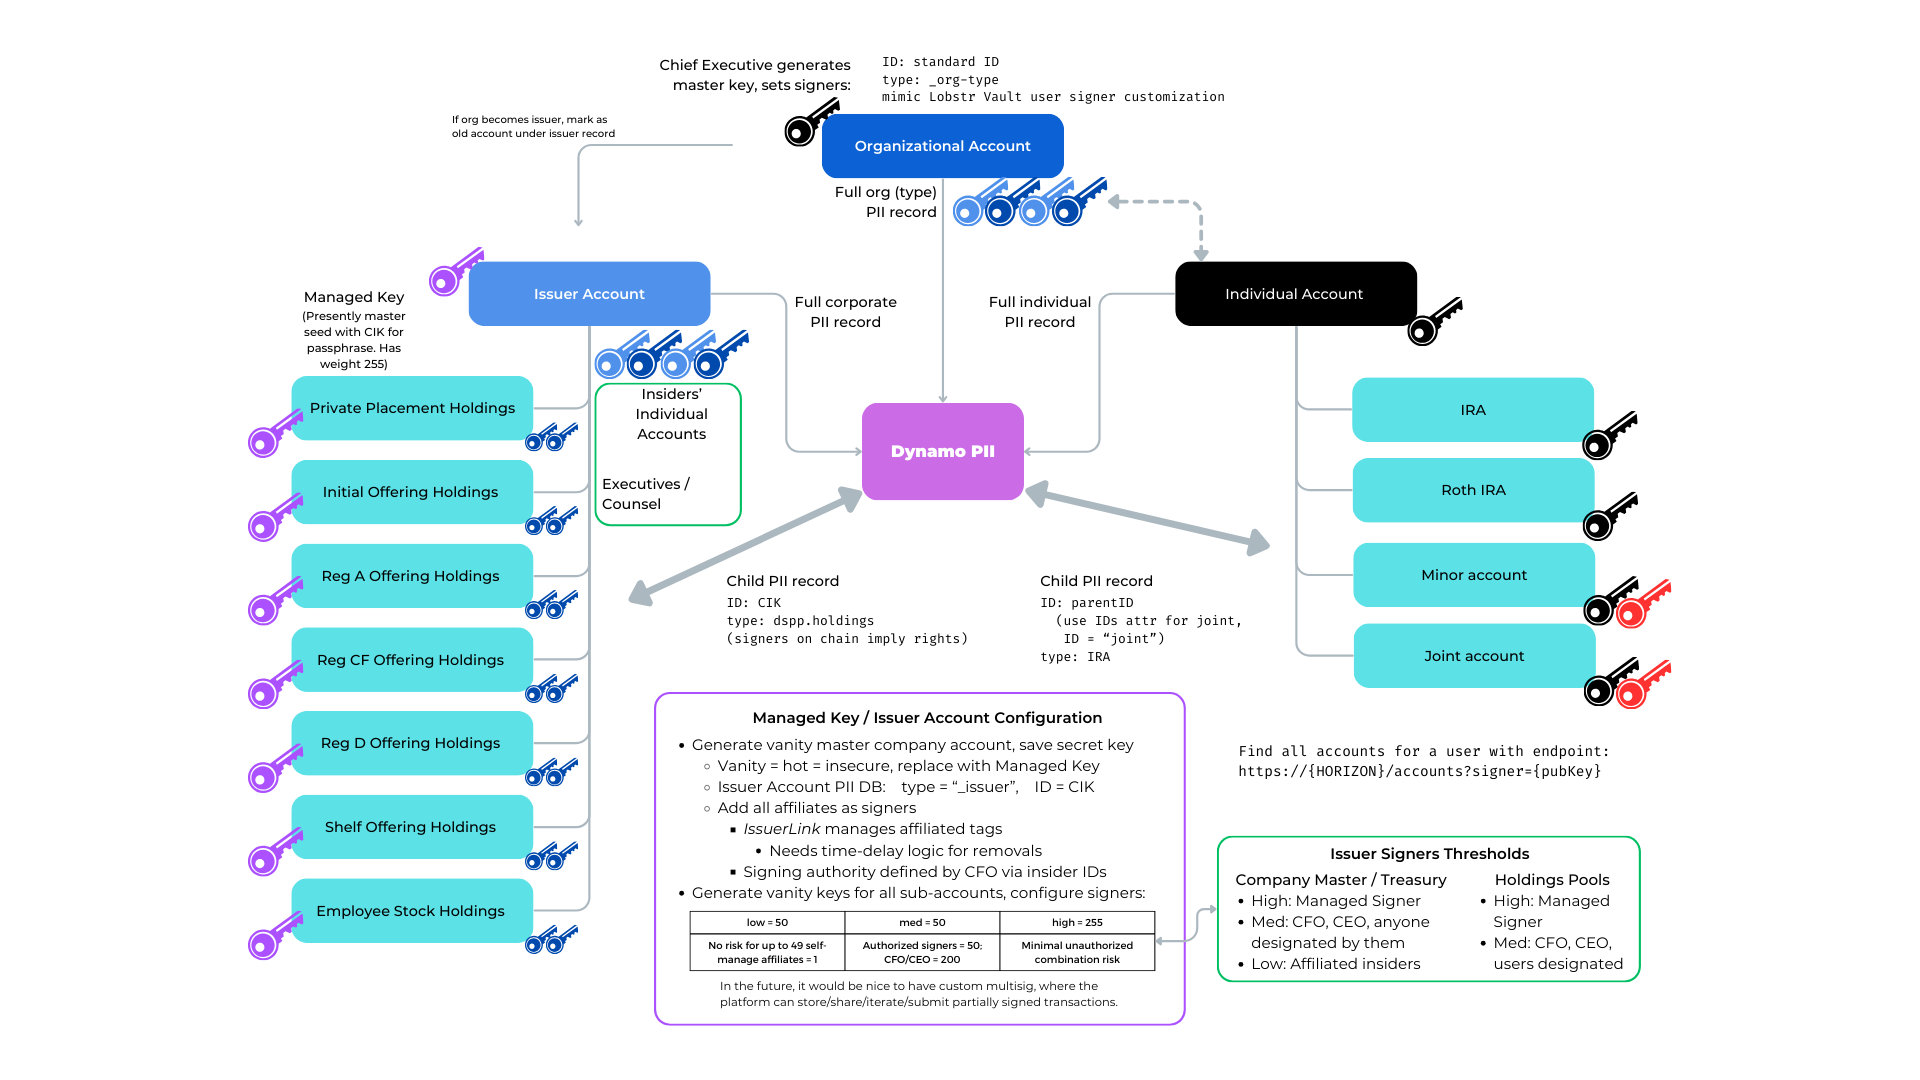 Chief Executive generates
master key, sets signers:
ID: standard ID
type: _org-type
mimic Lobstr Vault user signer customization
If org becomes issuer, mark as
old account under issuer record
Organizational Account
Full org (type)
PII record
Issuer Account
Individual Account
Managed Key
(Presently master
seed with CIK for
passphrase. Has
weight 255)
Full corporate
PII record
Full individual
PII record
Private Placement Holdings
Initial Offering Holdings
Reg A Offering Holdings
Reg CF Offering Holdings
Reg D Offering Holdings
Shelf Offering Holdings
Employee Stock Holdings
Insiders’
Individual
Accounts
Executives /
Counsel
Dynamo PII
IRA
Roth IRA
Minor account
Joint account
Child PII record
ID: CIK
type: dspp.holdings
(signers on chain imply rights)
Child PII record
ID: parentID
(use IDs attr for joint,
ID = “joint”)
type: IRA
Managed Key / Issuer Account Configuration
• Generate vanity master company account, save secret key
◦ Vanity = hot = insecure, replace with Managed Key
◦ Issuer Account PII DB: type = “_issuer”, ID = CIK
◦ Add all affiliates as signers
▪ IssuerLink manages affiliated tags
• Needs time-delay logic for removals
▪ Signing authority defined by CFO via insider IDs
• Generate vanity keys for all sub-accounts, configure signers:
low = 50
med = 50
high = 255
No risk for up to 49 self-
manage affiliates = 1
Authorized signers = 50;
CFO/CEO = 200
Minimal unauthorized
combination risk
In the future, it would be nice to have custom multisig, where the
platform can store/share/iterate/submit partially signed transactions.
Find all accounts for a user with endpoint:
https://{HORIZON}/accounts?signer={pubKey}
Issuer Signers Thresholds
Company Master / Treasury
• High: Managed Signer
• Med: CFO, CEO, anyone
designated by them
• Low: Affiliated insiders
Holdings Pools
• High: Managed
Signer
• Med: CFO, CEO,
users designated